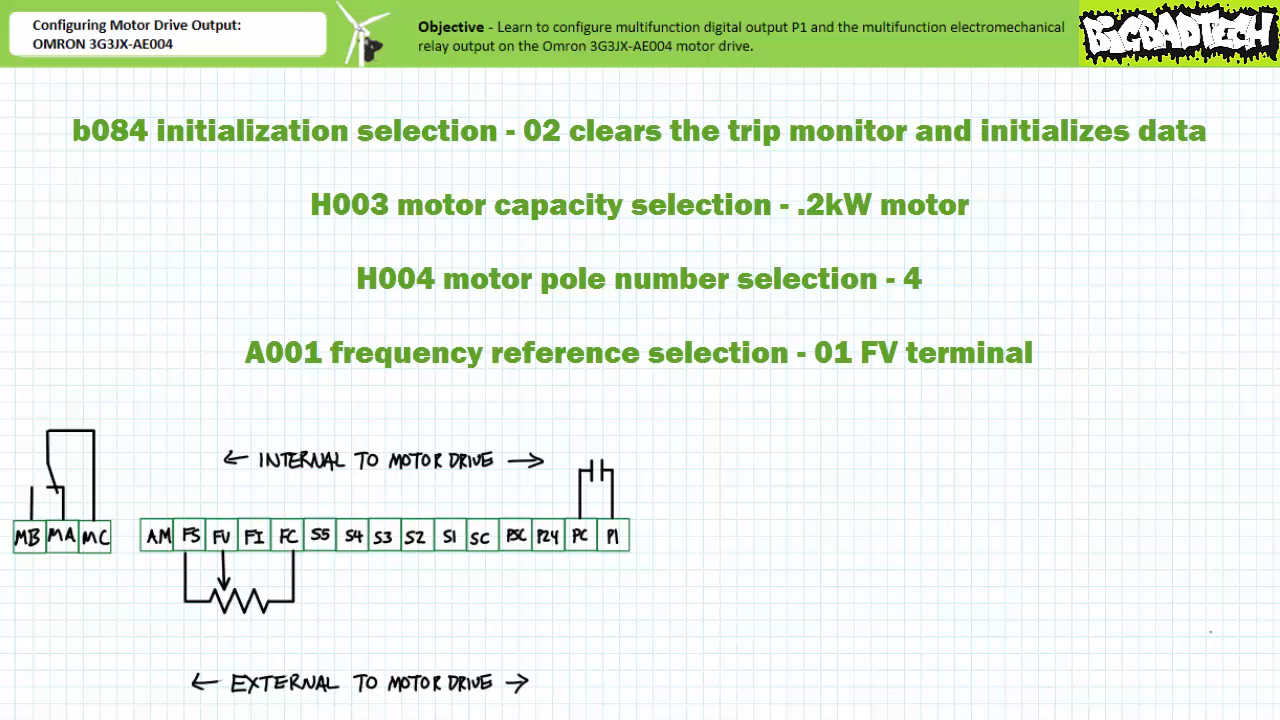 Configuring Motor Drive Output:
OMRON 3G3JX-AE004
Objective - Learn to configure multifunction digital output P1 and the multifunction electromechanical
relay output on the Omron 3G3JX-AE004 motor drive.
BIGBADTECH
b084 initialization selection - 02 clears the trip monitor and initializes data
H003 motor capacity selection - .2kW motor
H004 motor pole number selection - 4
A001 frequency reference selection - 01 FV terminal
INTERNAL TO MOTOR DRIVE
MB MA MC AM FS FV FI FC S5 S4 S3 S2 S1 SC PSC P24 PC P1
EXTERNAL TO MOTOR DRIVE